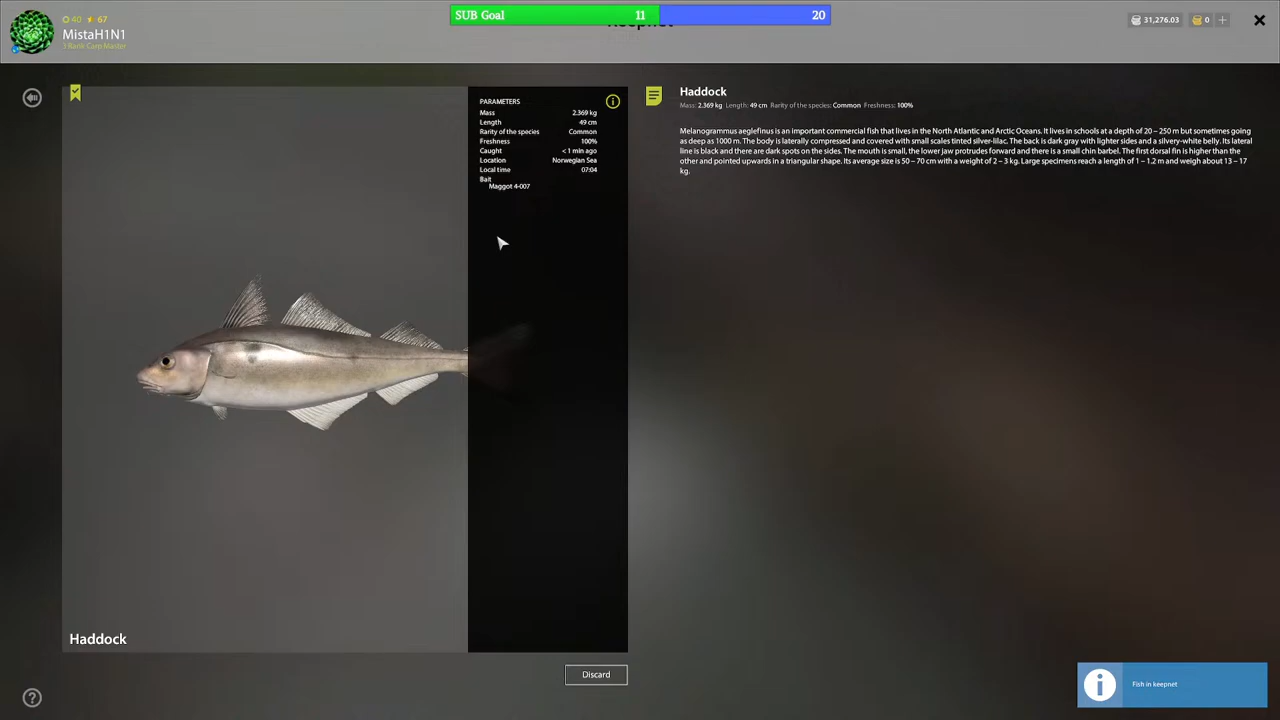 40 67
MistaH1N1
3 Rank Carp Master
SUB Goal 11 20
Keepnet
31,276.03 0
PARAMETERS
Mass 2.369 kg
Length 49 cm
Rarity of the species Common
Freshness 100%
Caught < 1 min ago
Location Norwegian Sea
Local time 07:04
Bait
Maggot 4-007
Haddock
Discard
Haddock
Mass: 2.369 kg Length: 49 cm Rarity of the species: Common Freshness: 100%
Melanogrammus aeglefinus is an important commercial fish that lives in the North Atlantic and Arctic Oceans. It lives in schools at a depth of 20 – 250 m but sometimes going
as deep as 1000 m. The body is laterally compressed and covered with small scales tinted silver-lilac. The back is dark gray with lighter sides and a silvery-white belly. Its lateral
line is black and there are dark spots on the sides. The mouth is small, the lower jaw protrudes forward and there is a small chin barbel. The first dorsal fin is higher than the
other and pointed upwards in a triangular shape. Its average size is 50 – 70 cm with a weight of 2 – 3 kg. Large specimens reach a length of 1 – 1.2 m and weigh about 13 – 17
kg.
Fish in keepnet